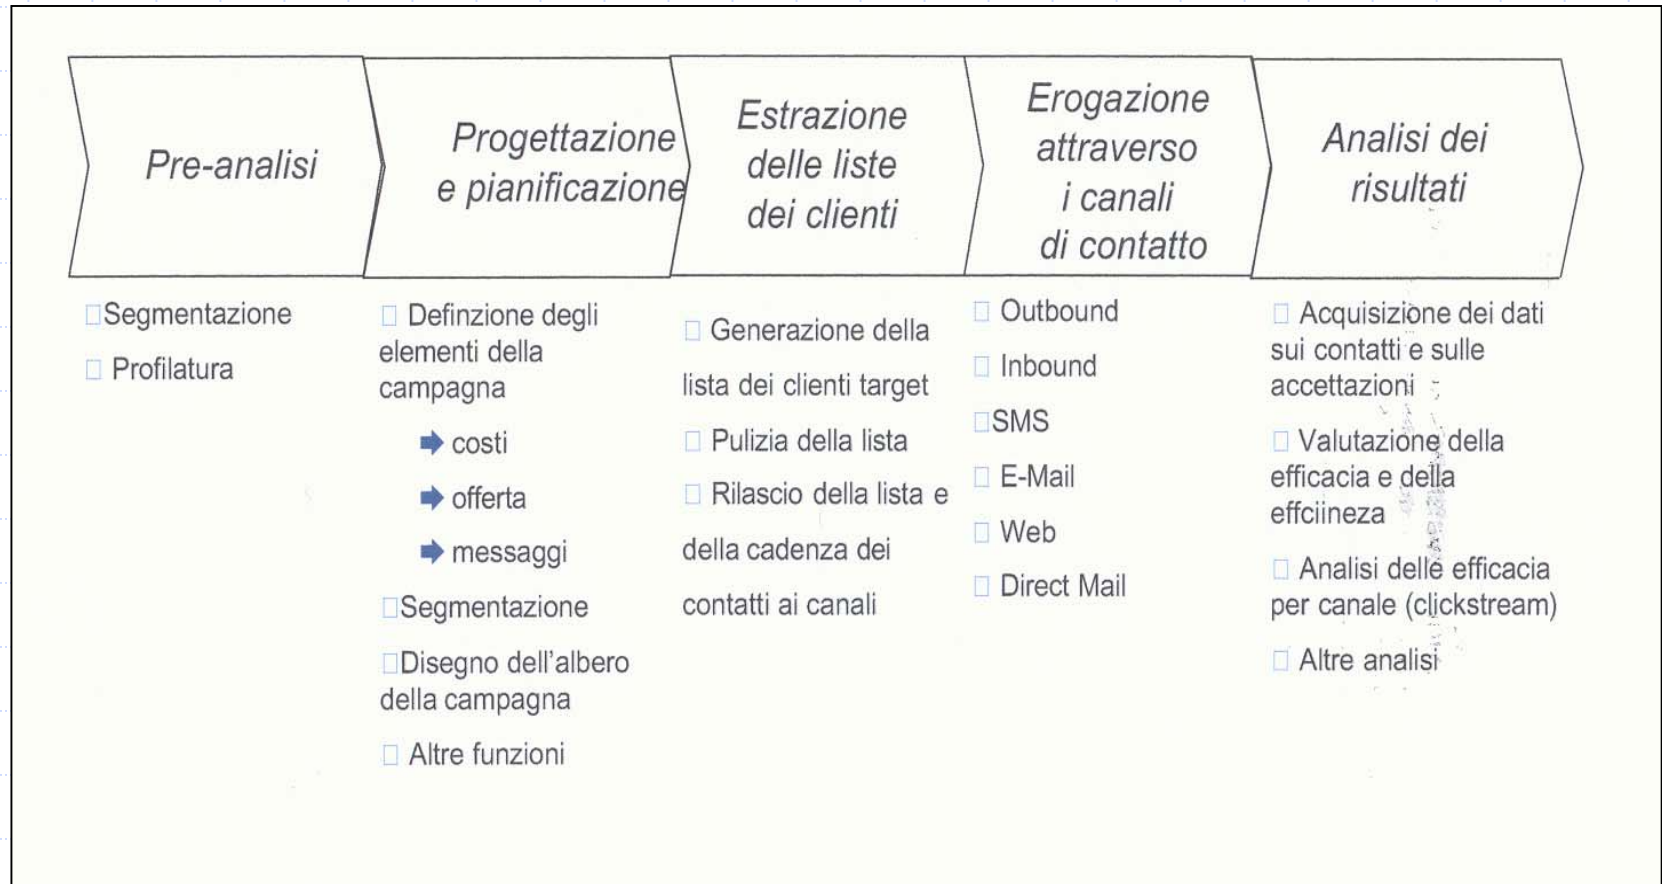 Pre-analisi
Progettazione
e pianificazione
Estrazione
delle liste
dei clienti
Erogazione
attraverso
i canali
di contatto
Analisi dei
risultati
Segmentazione
Profilatura
Definzione degli
elementi della
campagna
costi
offerta
messaggi
Segmentazione
Disegno dell'albero
della campagna
Altre funzioni
Generazione della
lista dei clienti target
Pulizia della lista
Rilascio della lista e
della cadenza dei
contatti ai canali
Outbound
Inbound
SMS
E-Mail
Web
Direct Mail
Acquisizione dei dati
sui contatti e sulle
accettazioni
Valutazione della
efficacia e della
effciineza
Analisi delle efficacia
per canale (clickstream)
Altre analisi